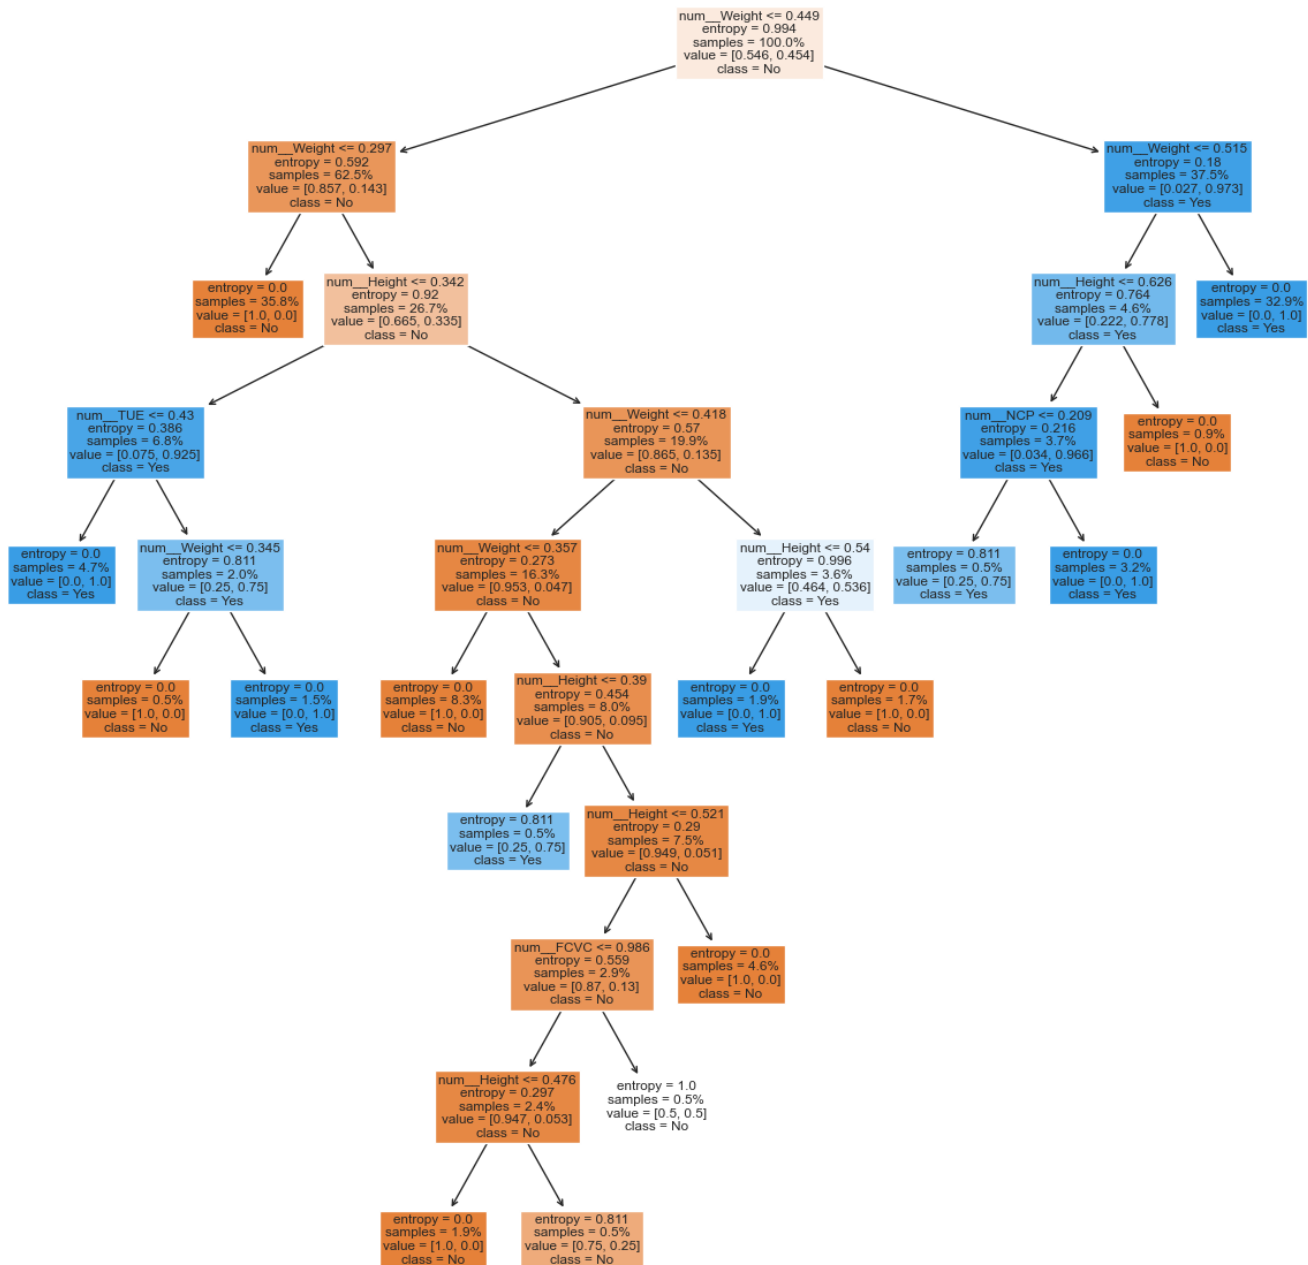 num__Weight <= 0.449
entropy = 0.994
samples = 100.0%
value = [0.546, 0.454]
class = No
num__Weight <= 0.297
entropy = 0.592
samples = 62.5%
value = [0.857, 0.143]
class = No
num__Weight <= 0.515
entropy = 0.18
samples = 37.5%
value = [0.027, 0.973]
class = Yes
entropy = 0.0
samples = 35.8%
value = [1.0, 0.0]
class = No
num__Height <= 0.342
entropy = 0.92
samples = 26.7%
value = [0.665, 0.335]
class = No
num__Height <= 0.626
entropy = 0.764
samples = 4.6%
value = [0.222, 0.778]
class = Yes
entropy = 0.0
samples = 32.9%
value = [0.0, 1.0]
class = Yes
num__TUE <= 0.43
entropy = 0.386
samples = 6.8%
value = [0.075, 0.925]
class = Yes
num__Weight <= 0.418
entropy = 0.57
samples = 19.9%
value = [0.865, 0.135]
class = No
num__NCP <= 0.209
entropy = 0.216
samples = 3.7%
value = [0.034, 0.966]
class = Yes
entropy = 0.0
samples = 0.9%
value = [1.0, 0.0]
class = No
entropy = 0.0
samples = 4.7%
value = [0.0, 1.0]
class = Yes
num__Weight <= 0.345
entropy = 0.811
samples = 2.0%
value = [0.25, 0.75]
class = Yes
num__Weight <= 0.357
entropy = 0.273
samples = 16.3%
value = [0.953, 0.047]
class = No
num__Height <= 0.54
entropy = 0.996
samples = 3.6%
value = [0.464, 0.536]
class = Yes
entropy = 0.811
samples = 0.5%
value = [0.25, 0.75]
class = Yes
entropy = 0.0
samples = 3.2%
value = [0.0, 1.0]
class = Yes
entropy = 0.0
samples = 0.5%
value = [1.0, 0.0]
class = No
entropy = 0.0
samples = 1.5%
value = [0.0, 1.0]
class = Yes
entropy = 0.0
samples = 8.3%
value = [1.0, 0.0]
class = No
num__Height <= 0.39
entropy = 0.454
samples = 8.0%
value = [0.905, 0.095]
class = No
entropy = 0.0
samples = 1.9%
value = [0.0, 1.0]
class = Yes
entropy = 0.0
samples = 1.7%
value = [1.0, 0.0]
class = No
entropy = 0.811
samples = 0.5%
value = [0.25, 0.75]
class = Yes
num__Height <= 0.521
entropy = 0.29
samples = 7.5%
value = [0.949, 0.051]
class = No
num__FCVC <= 0.986
entropy = 0.559
samples = 2.9%
value = [0.87, 0.13]
class = No
entropy = 0.0
samples = 4.6%
value = [1.0, 0.0]
class = No
num__Height <= 0.476
entropy = 0.297
samples = 2.4%
value = [0.947, 0.053]
class = No
entropy = 1.0
samples = 0.5%
value = [0.5, 0.5]
class = No
entropy = 0.0
samples = 1.9%
value = [1.0, 0.0]
class = No
entropy = 0.811
samples = 0.5%
value = [0.75, 0.25]
class = No